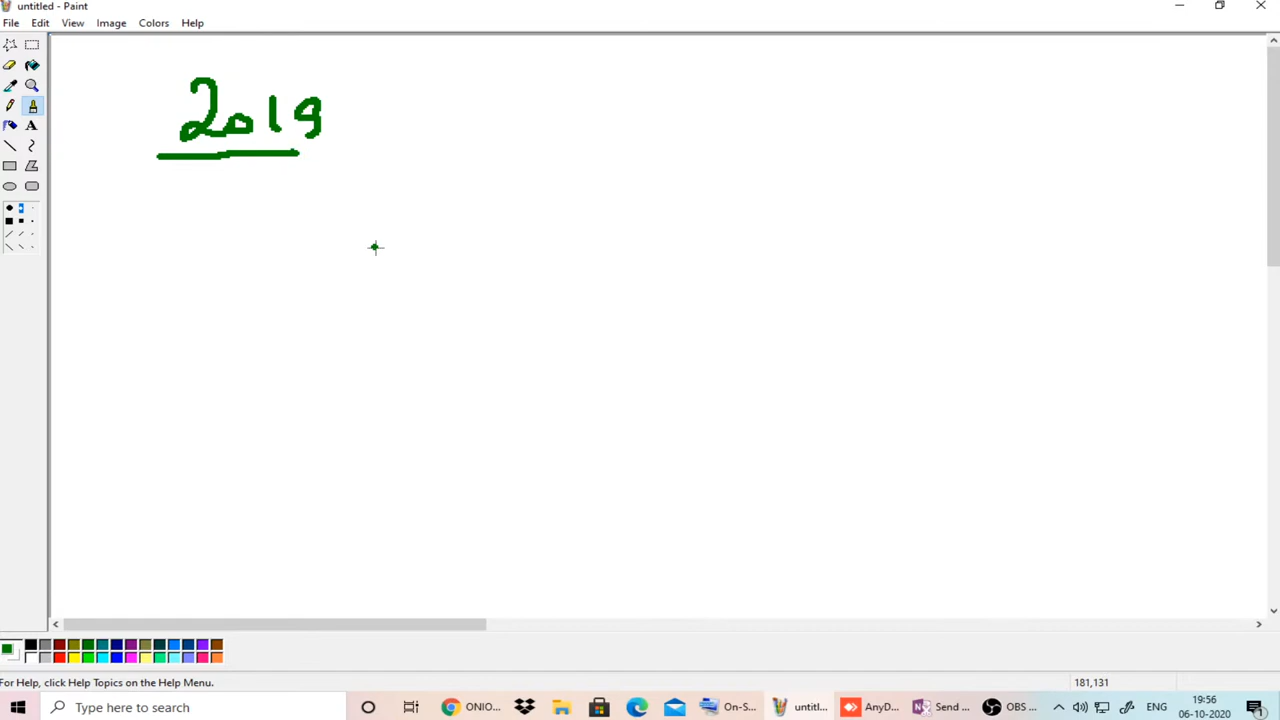 untitled - Paint
File Edit View Image Colors Help
2019
For Help, click Help Topics on the Help Menu.
181,131
Type here to search
ONIO...
On-S...
untitl...
AnyD...
Send ...
OBS ...
ENG
19:56
06-10-2020
1